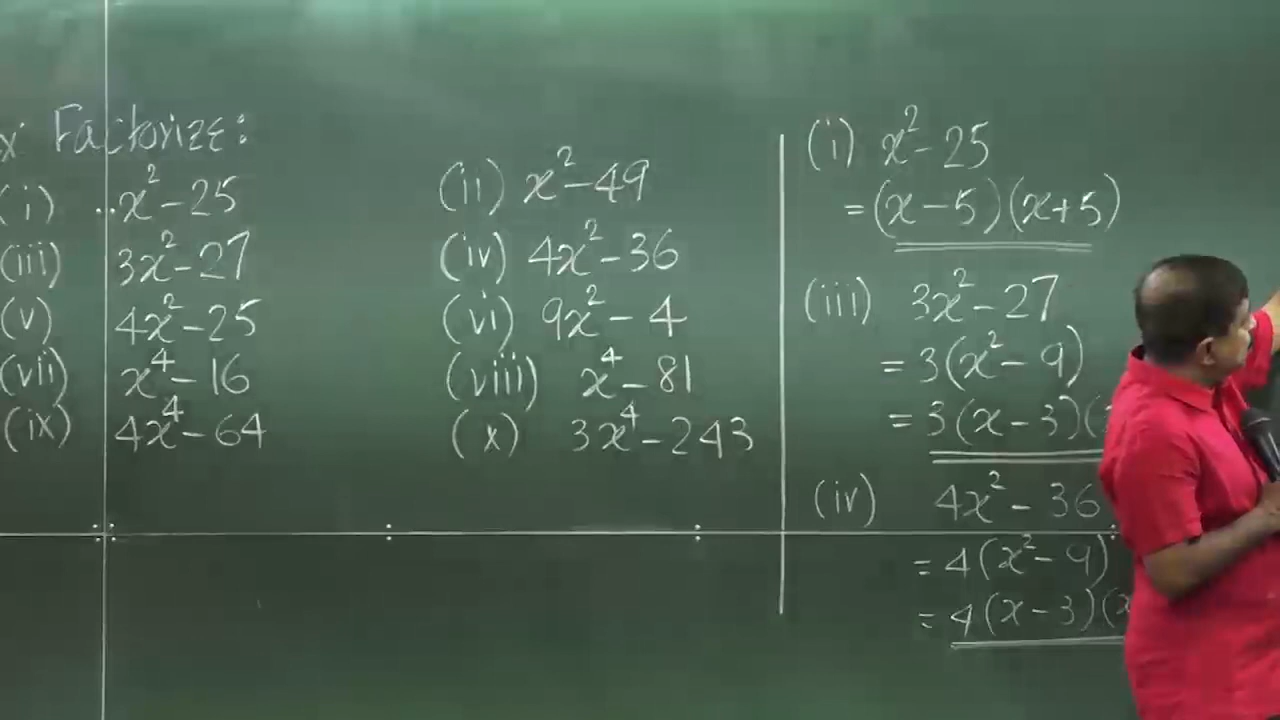 x Factorize:
(i) x² – 25 (ii) x² – 49
(iii) 3x² – 27 (iv) 4x² – 36
(v) 4x² – 25 (vi) 9x² – 4
(vii) x⁴ – 16 (viii) x⁴ – 81
(ix) 4x⁴ – 64 (x) 3x⁴ – 243
(i) x² – 25
= (x – 5)(x + 5)
(iii) 3x² – 27
= 3(x² – 9)
= 3(x – 3)(
(iv) 4x² – 36
= 4(x² – 9)
= 4(x – 3)(x